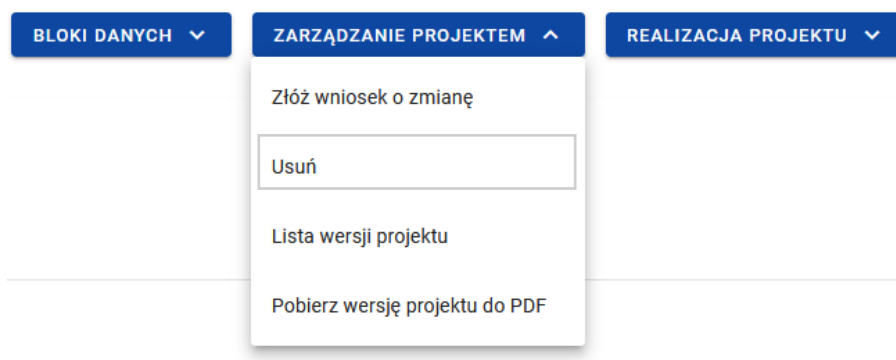 BLOKI DANYCH
ZARZĄDZANIE PROJEKTEM
REALIZACJA PROJEKTU
Złóż wniosek o zmianę
Usuń
Lista wersji projektu
Pobierz wersję projektu do PDF